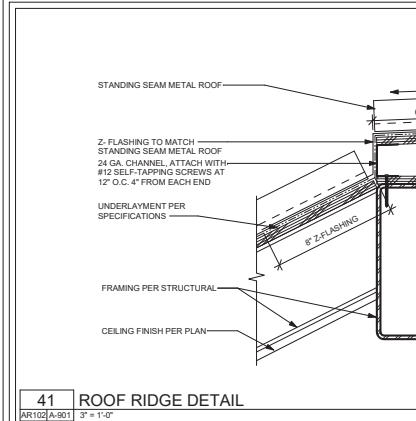 STANDING SEAM METAL ROOF
Z- FLASHING TO MATCH
STANDING SEAM METAL ROOF
24 GA. CHANNEL, ATTACH WITH
#12 SELF-TAPPING SCREWS AT
12" O.C. 4" FROM EACH END
UNDERLAYMENT PER
SPECIFICATIONS
8" Z-FLASHING
FRAMING PER STRUCTURAL
CEILING FINISH PER PLAN
41 ROOF RIDGE DETAIL
AR102 A-901 3" = 1'-0"